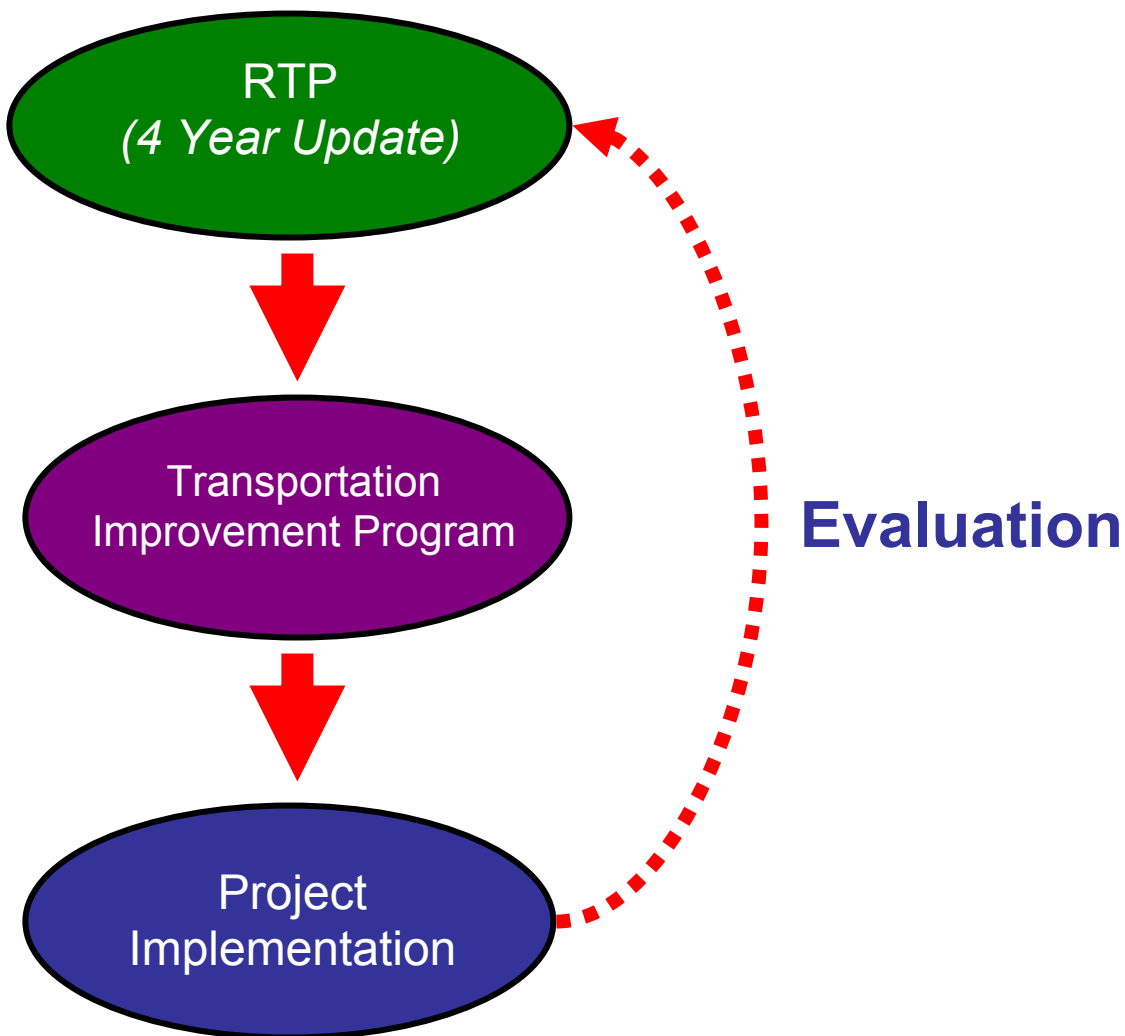 RTP
(4 Year Update)
Transportation
Improvement Program
Evaluation
Project
Implementation